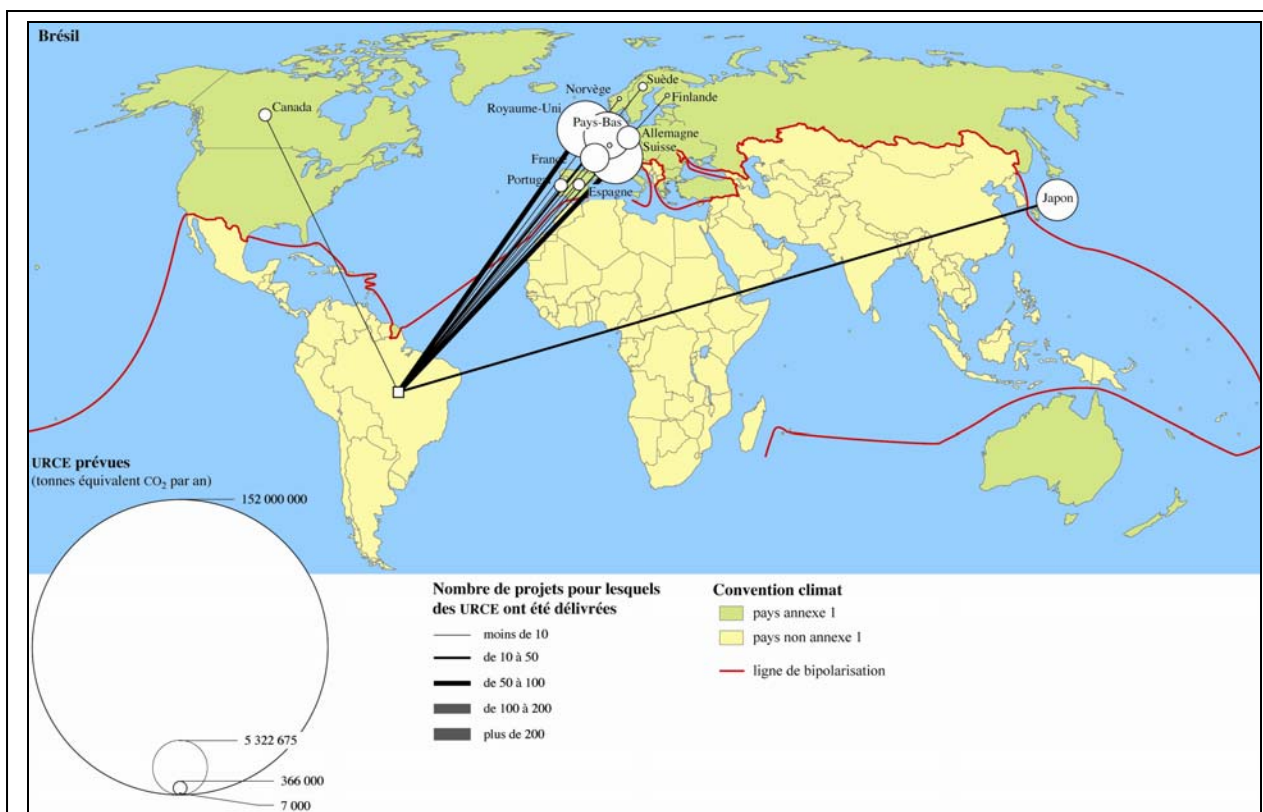 Brésil
Canada
Norvège
Suède
Finlande
Royaume-Uni
Pays-Bas
Allemagne
Suisse
France
Portugal
Espagne
Japon
URCE prévues
(tonnes équivalent CO₂ par an)
152 000 000
5 322 675
366 000
7 000
Nombre de projets pour lesquels
des URCE ont été délivrées
moins de 10
de 10 à 50
de 50 à 100
de 100 à 200
plus de 200
Convention climat
pays annexe 1
pays non annexe 1
ligne de bipolarisation